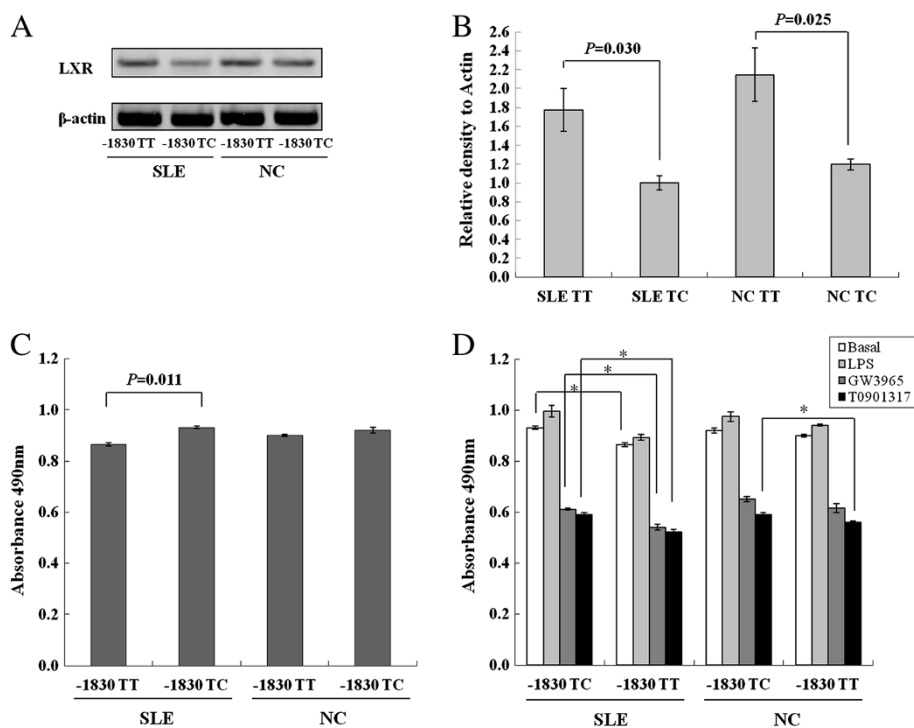 A
LXR
β-actin
-1830 TT -1830 TC -1830 TT -1830 TC
SLE NC
B
Relative density to Actin
2.6
2.4
2.2
2.0
1.8
1.6
1.4
1.2
1.0
0.8
0.6
0.4
0.2
0.0
P=0.030
P=0.025
SLE TT SLE TC NC TT NC TC
C
Absorbance 490nm
1.2
1.0
0.8
0.6
0.4
0.2
0.0
P=0.011
-1830 TT -1830 TC -1830 TT -1830 TC
SLE NC
D
Absorbance 490nm
1.2
1.0
0.8
0.6
0.4
0.2
0.0
Basal
LPS
GW3965
T0901317
*
*
*
*
-1830 TC -1830 TT -1830 TC -1830 TT
SLE NC